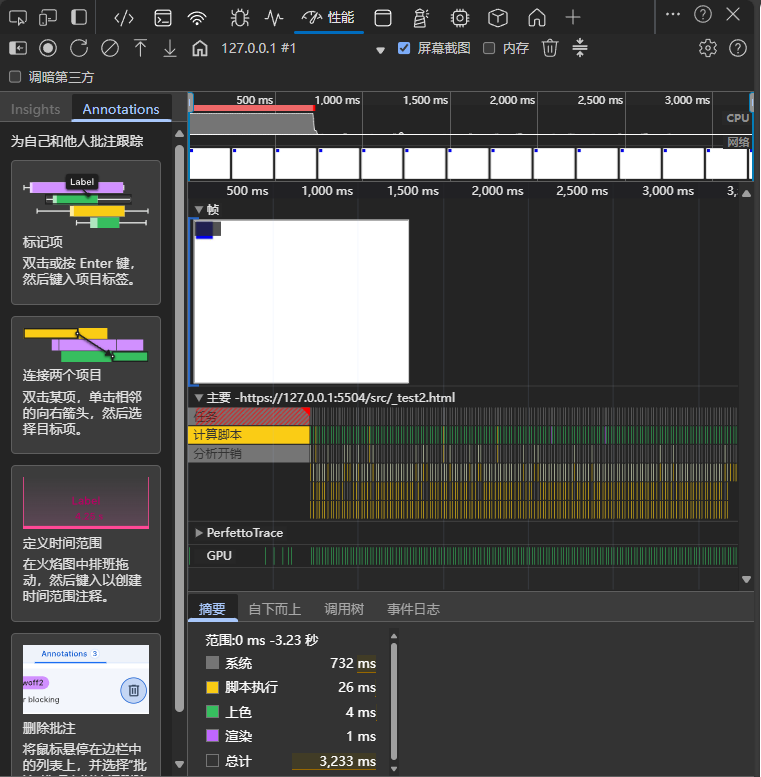 性能
127.0.0.1 #1
屏幕截图
内存
调暗第三方
Insights
Annotations
为自己和他人批注跟踪
Label
标记项
双击或按 Enter 键，
然后键入项目标签。
连接两个项目
双击某项，单击相邻
的向右箭头，然后选
择目标项。
定义时间范围
在火焰图中排班拖
动，然后键入以创建
时间范围注释。
Annotations 3
woff2
r blocking
删除批注
将鼠标悬停在边栏中
的列表上，并选择“批
500 ms
1,000 ms
1,500 ms
2,000 ms
2,500 ms
3,000 ms
CPU
网络
500 ms
1,000 ms
1,500 ms
2,000 ms
2,500 ms
3,000 ms
3,
帧
主要 -https://127.0.0.1:5504/src/_test2.html
任务
计算脚本
分析开销
PerfettoTrace
GPU
摘要
自下而上
调用树
事件日志
范围:0 ms -3.23 秒
系统 732 ms
脚本执行 26 ms
上色 4 ms
渲染 1 ms
总计 3,233 ms